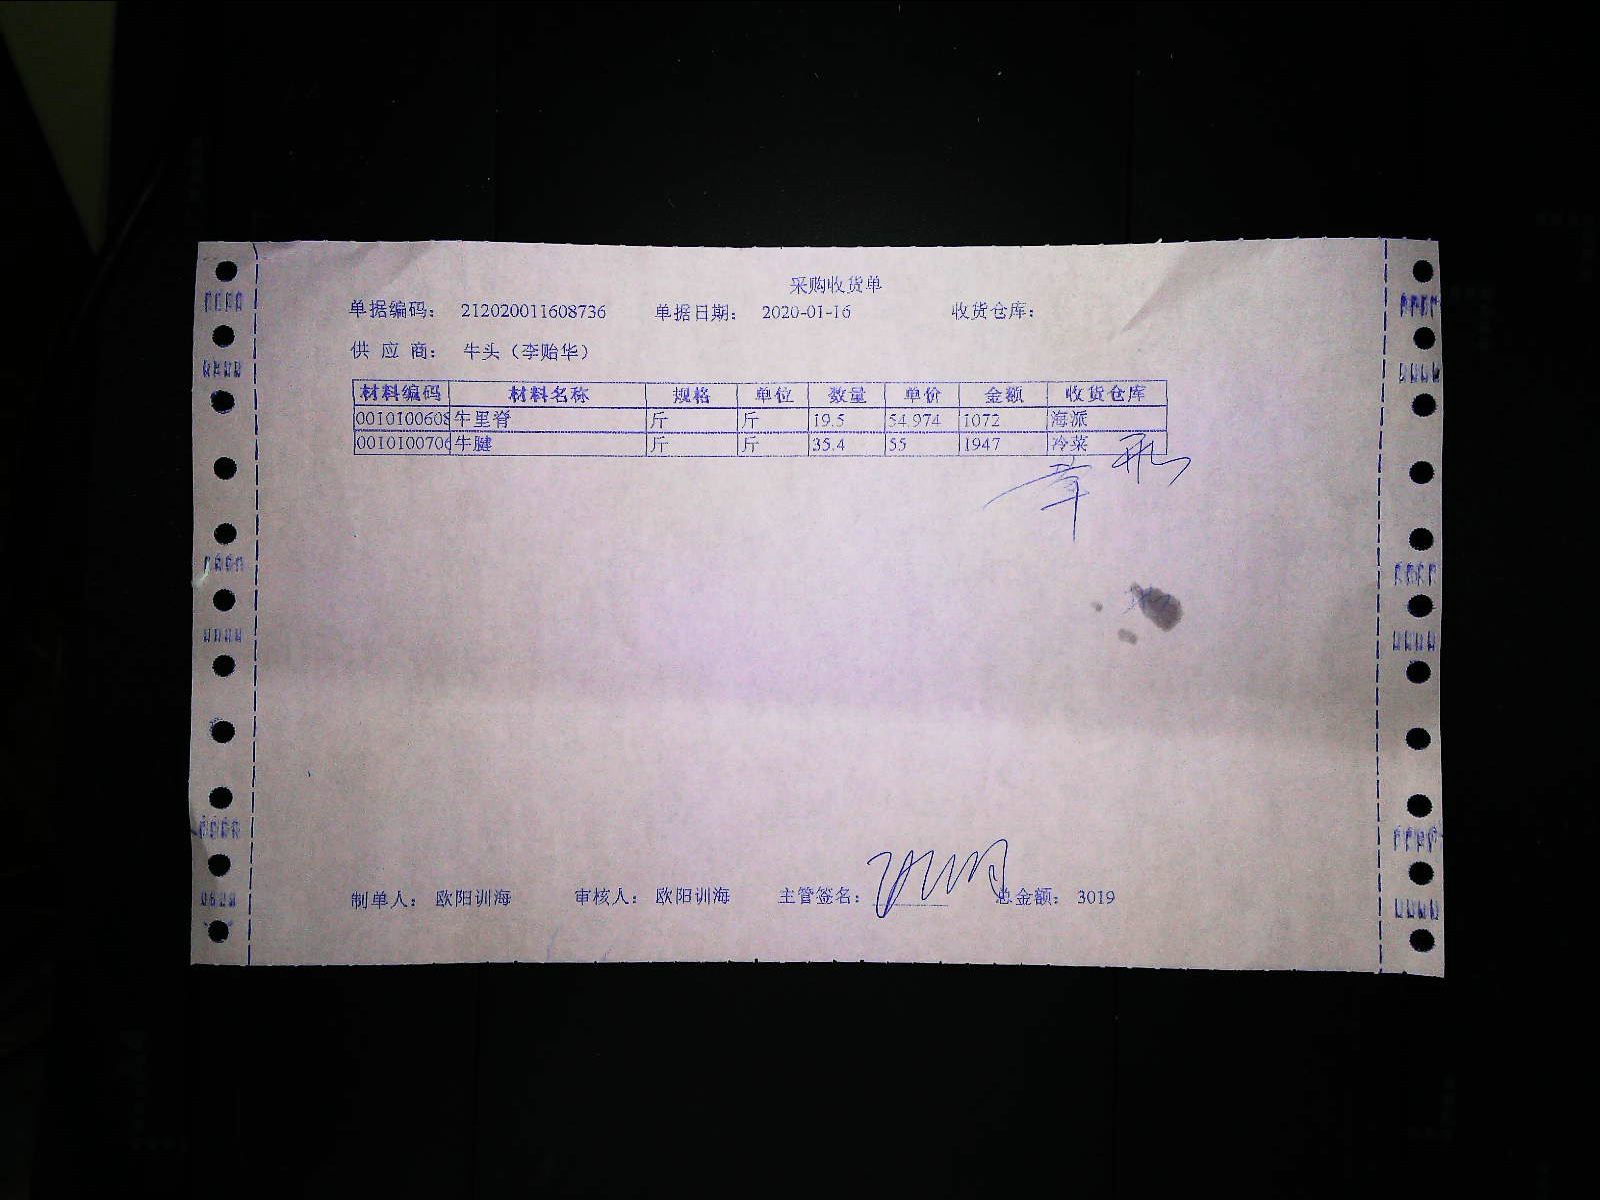 采购收货单
单据编码： 212020011608736 单据日期： 2020-01-16 收货仓库：
供 应 商： 牛头（李贻华）
材料编码 材料名称 规格 单位 数量 单价 金额 收货仓库
0010100608 牛里脊 斤 斤 19.5 54.974 1072 海派
0010100706 牛腱 斤 斤 35.4 55 1947 冷菜
制单人： 欧阳训海 审核人： 欧阳训海 主管签名： 总金额： 3019